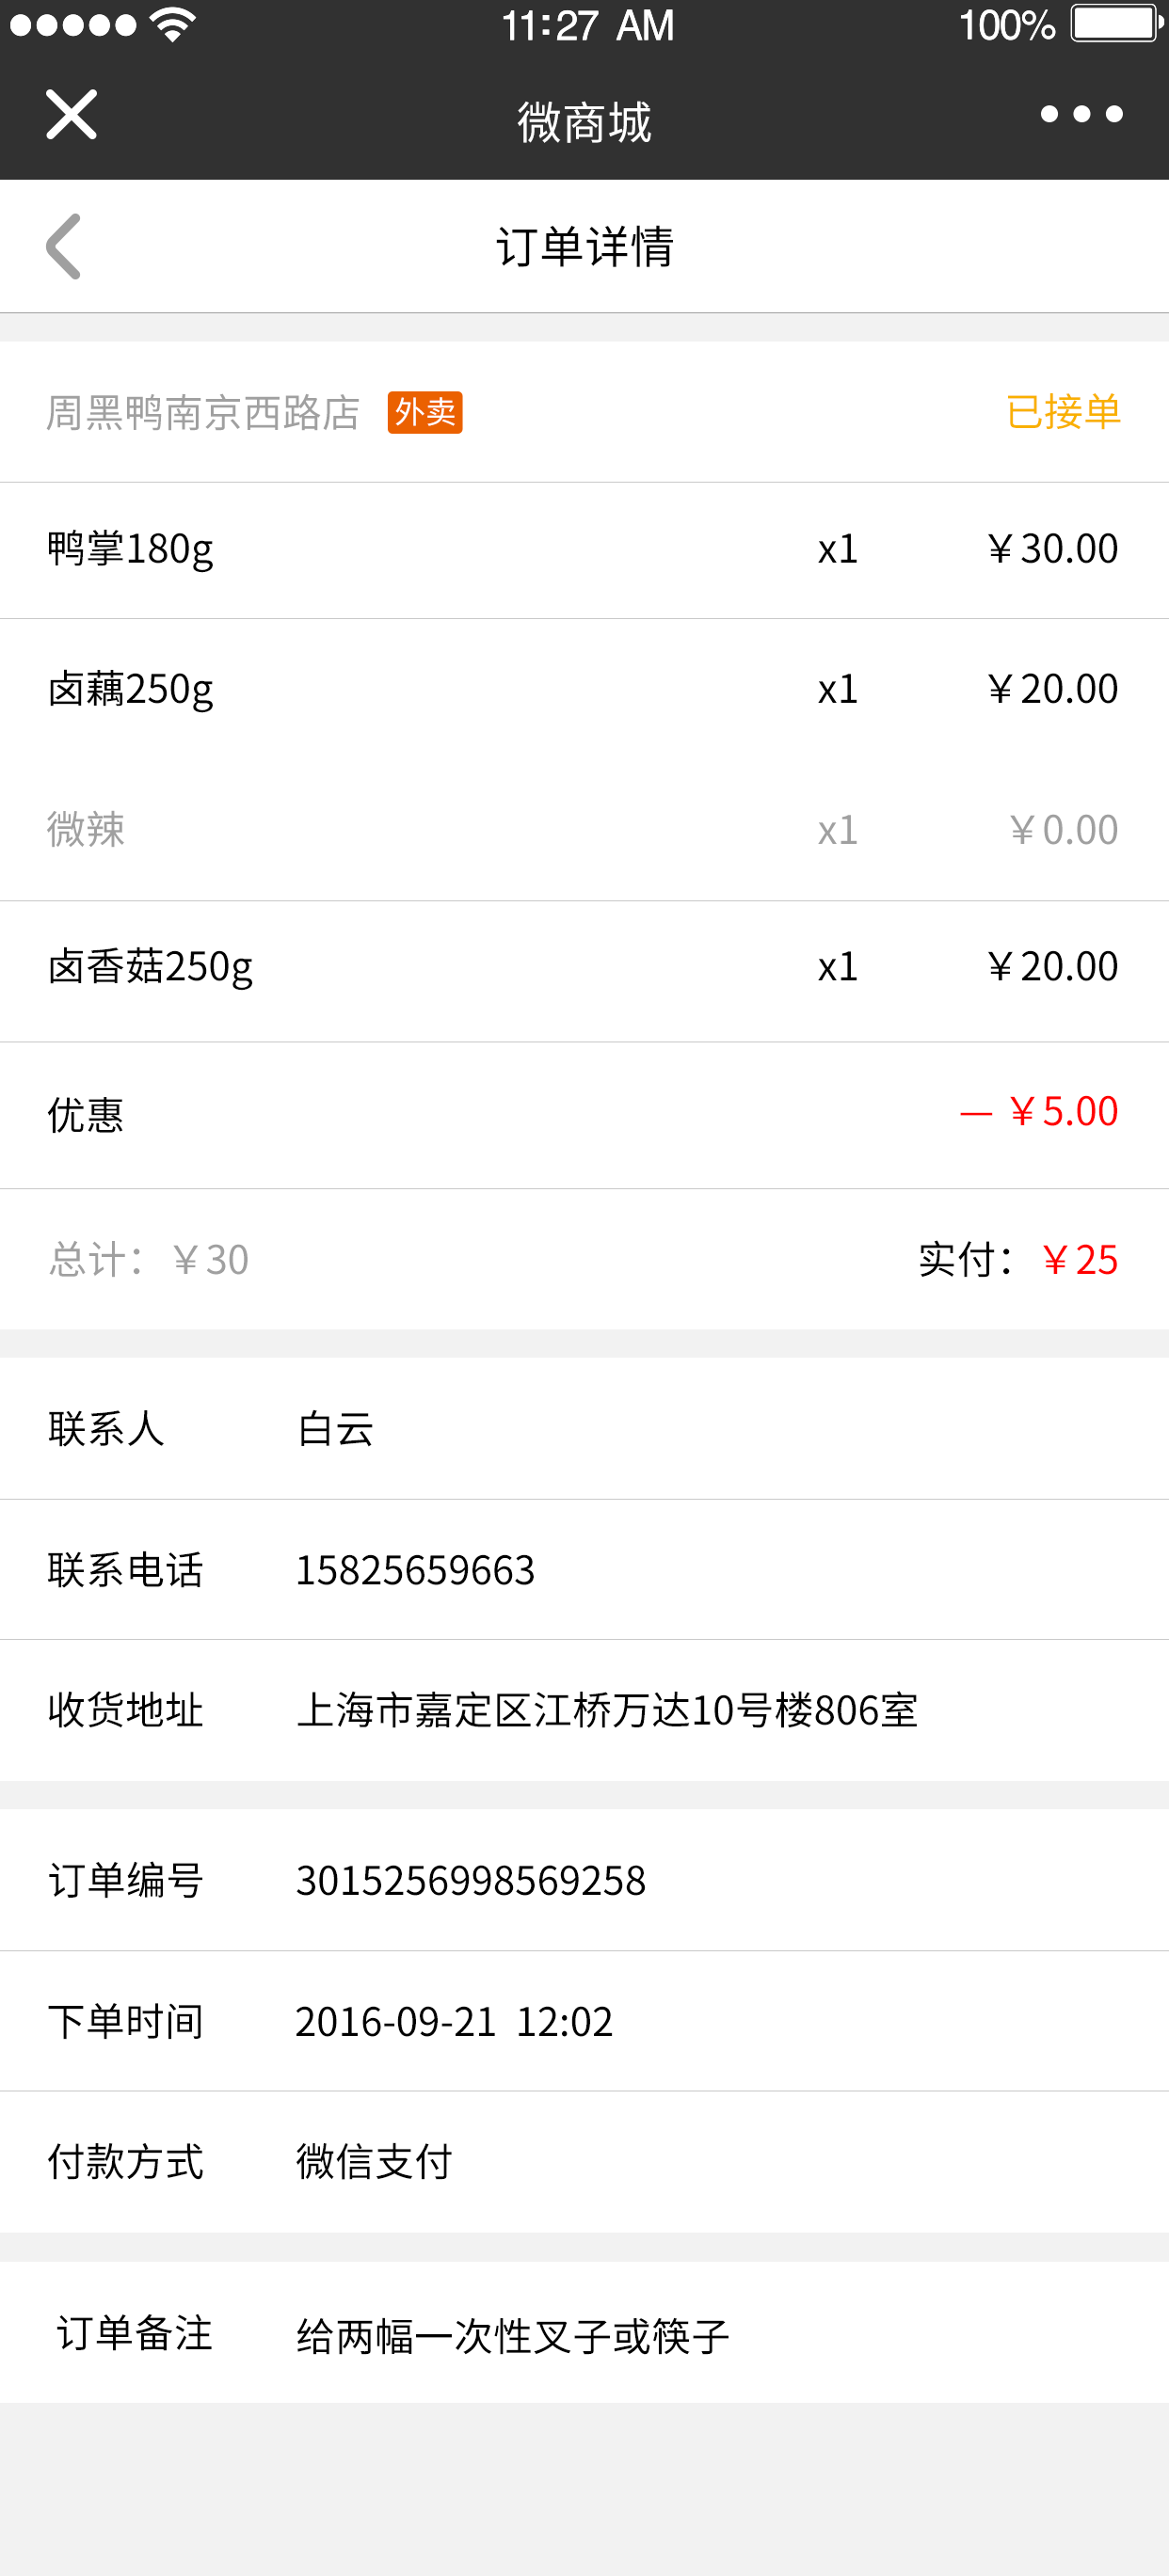 11:27 AM 100%
微商城
订单详情
周黑鸭南京西路店 外卖 已接单
鸭掌180g x1 ￥30.00
卤藕250g x1 ￥20.00
微辣 x1 ￥0.00
卤香菇250g x1 ￥20.00
优惠 — ￥5.00
总计：￥30 实付：￥25
联系人 白云
联系电话 15825659663
收货地址 上海市嘉定区江桥万达10号楼806室
订单编号 3015256998569258
下单时间 2016-09-21 12:02
付款方式 微信支付
订单备注 给两幅一次性叉子或筷子